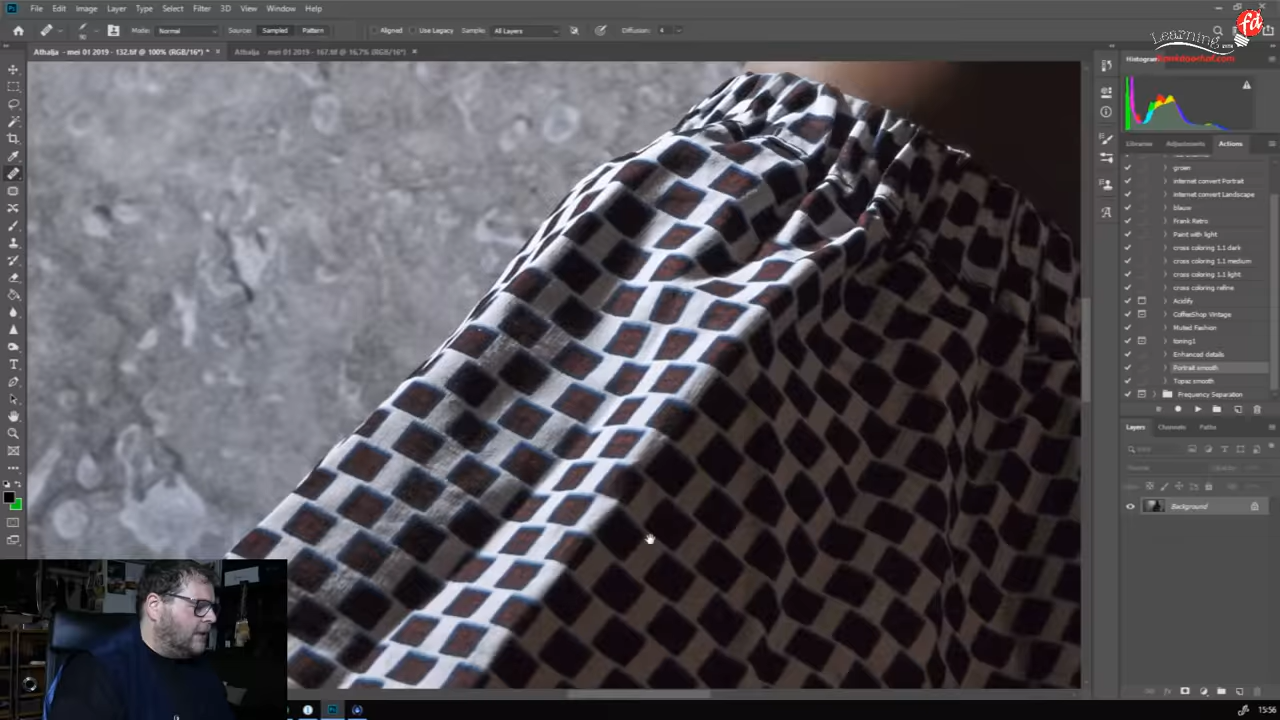 File Edit Image Layer Type Select Filter 3D View Window Help
Learning
Mode: Normal Source: Sampled Pattern Aligned Use Legacy Sample: All Layers Diffusion: 4
Athalja - mei 01 2019 - 132.tif @ 100% (RGB/16*) * × Athalja - mei 01 2019 - 167.tif @ 16,7% (RGB/16*) ×
Histogram
Libraries Adjustments Actions
groen
internet convert Portrait
internet convert Landscape
blauw
Frank Retro
Paint with light
cross coloring 1.1 dark
cross coloring 1.1 medium
cross coloring 1.1 light
cross coloring refine
Acidify
CoffeeShop Vintage
Muted Fashion
toning1
Enhanced details
Portrait smooth
Topaz smooth
Frequency Separation
Layers Channels Paths
Background
15:56